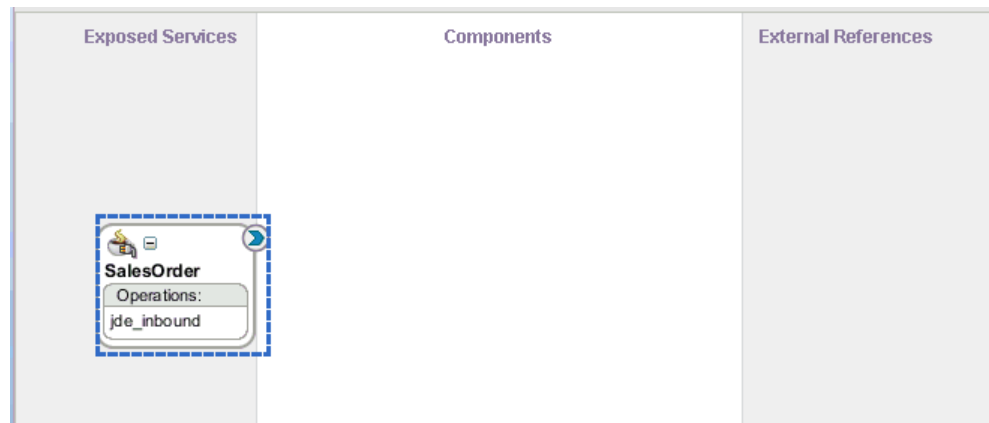 Exposed Services
Components
External References
SalesOrder
Operations:
jde_inbound